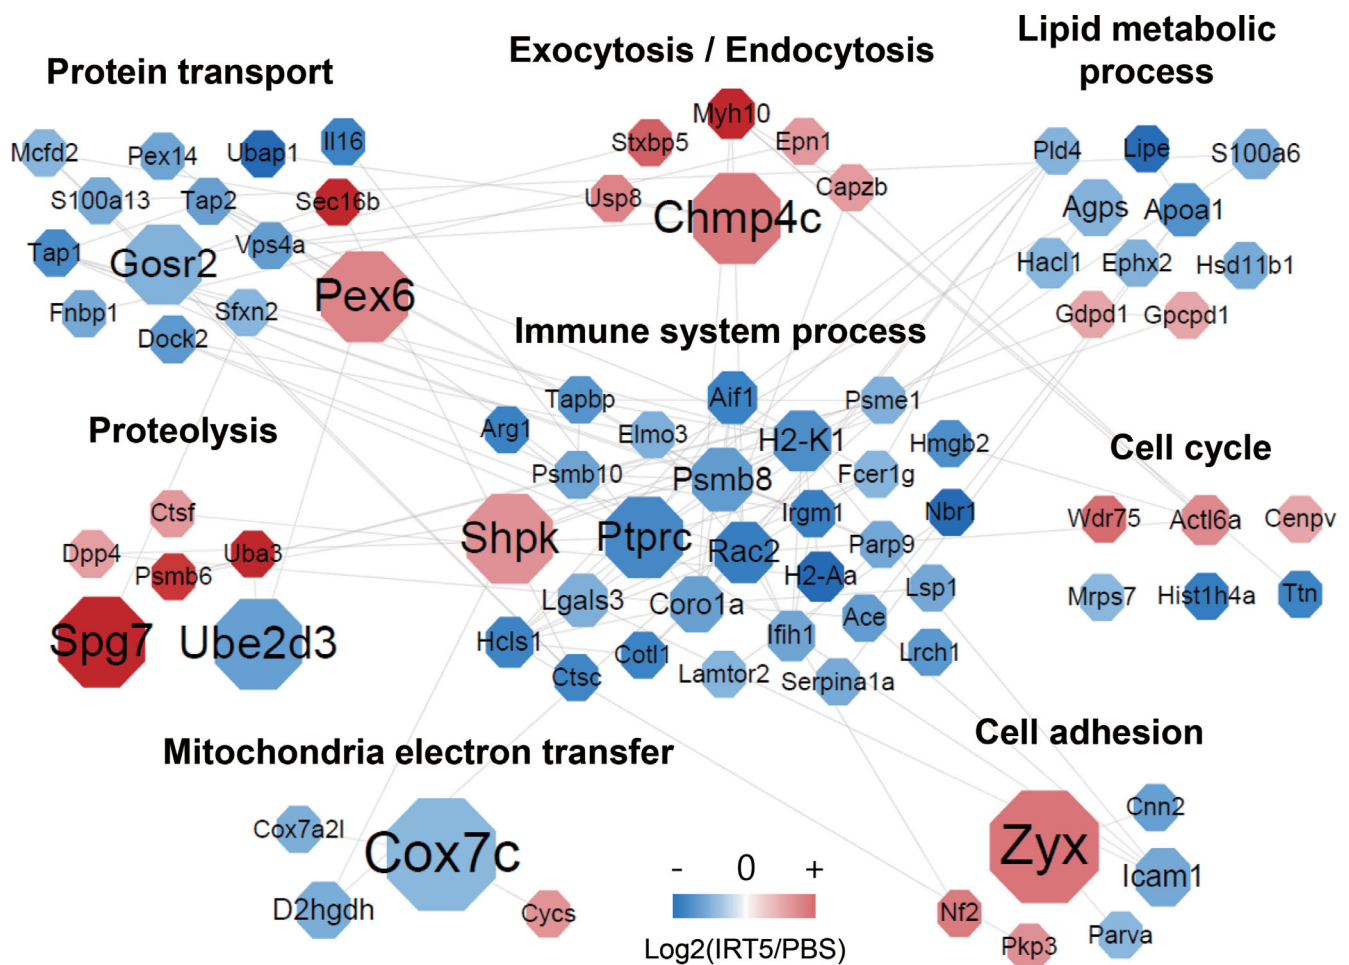 Protein transport
Mcfd2
Pex14
Ubap1
Il16
S100a13
Tap2
Sec16b
Tap1
Gosr2
Vps4a
Pex6
Fnbp1
Sfxn2
Dock2
Exocytosis / Endocytosis
Myh10
Stxbp5
Epn1
Usp8
Capzb
Chmp4c
Lipid metabolic
process
Pld4
Lipe
S100a6
Agps
Apoa1
Hacl1
Ephx2
Hsd11b1
Gdpd1
Gpcpd1
Immune system process
Tapbp
Aif1
Psme1
Arg1
Elmo3
H2-K1
Hmgb2
Psmb10
Psmb8
Fcer1g
Shpk
Ptprc
Irgm1
Nbr1
Rac2
Parp9
H2-Aa
Lgals3
Coro1a
Lsp1
Hcls1
Ifih1
Ace
Cotl1
Lrch1
Ctsc
Lamtor2
Serpina1a
Proteolysis
Ctsf
Dpp4
Uba3
Psmb6
Spg7
Ube2d3
Cell cycle
Wdr75
Actl6a
Cenpv
Mrps7
Hist1h4a
Ttn
Mitochondria electron transfer
Cox7a2l
Cox7c
D2hgdh
Cycs
- 0 +
Log2(IRT5/PBS)
Cell adhesion
Cnn2
Zyx
Icam1
Nf2
Pkp3
Parva